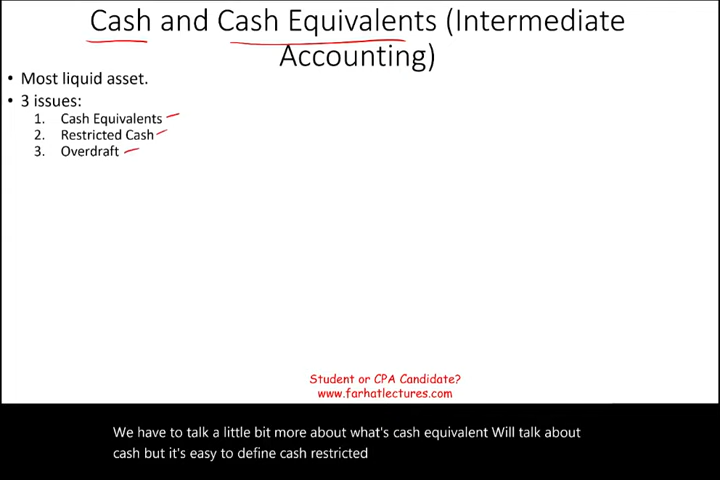 Cash and Cash Equivalents (Intermediate
Accounting)
• Most liquid asset.
• 3 issues:
1. Cash Equivalents
2. Restricted Cash
3. Overdraft
Student or CPA Candidate?
www.farhatlectures.com
We have to talk a little bit more about what's cash equivalent Will talk about
cash but it's easy to define cash restricted